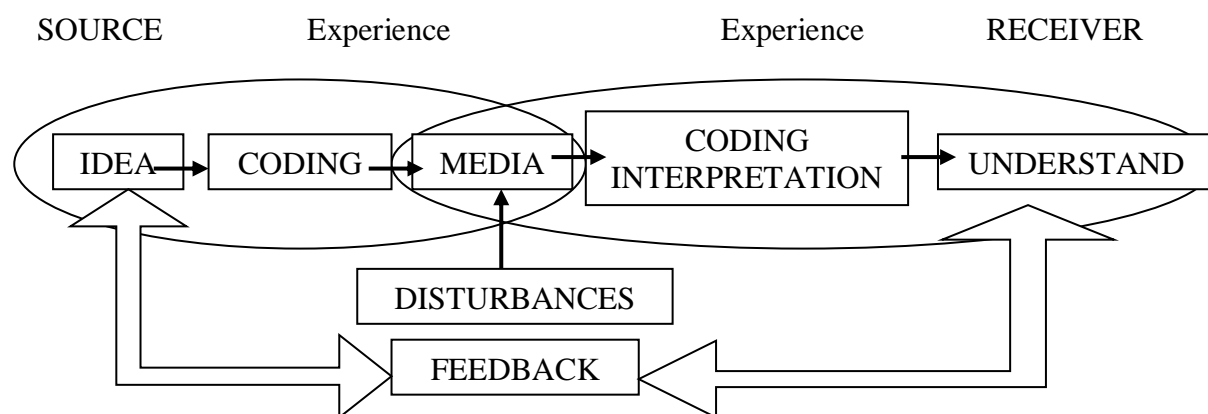 SOURCE Experience Experience RECEIVER
IDEA CODING MEDIA CODING
INTERPRETATION UNDERSTAND
DISTURBANCES
FEEDBACK